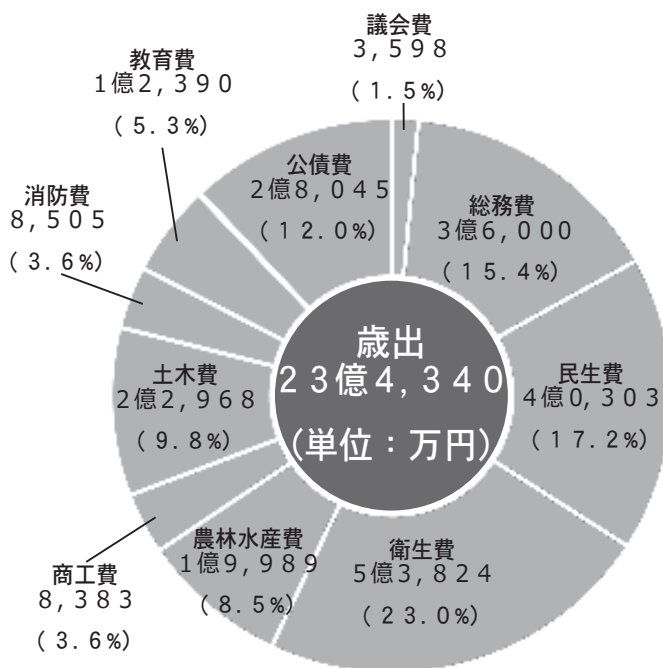 議会費
3,598
(1.5%)
総務費
3億6,000
(15.4%)
民生費
4億0,303
(17.2%)
衛生費
5億3,824
(23.0%)
農林水産費
1億9,989
(8.5%)
商工費
8,383
(3.6%)
土木費
2億2,968
(9.8%)
消防費
8,505
(3.6%)
教育費
1億2,390
(5.3%)
公債費
2億8,045
(12.0%)
歳出
23億4,340
(単位：万円)